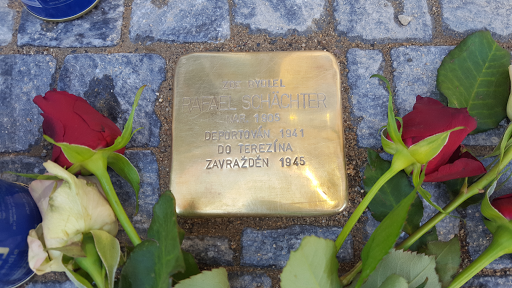 ZDE BYDLEL
RAFAEL SCHÄCHTER
NAR. 1905
DEPORTOVÁN 1941
DO TEREZÍNA
ZAVRAŽDĚN 1945